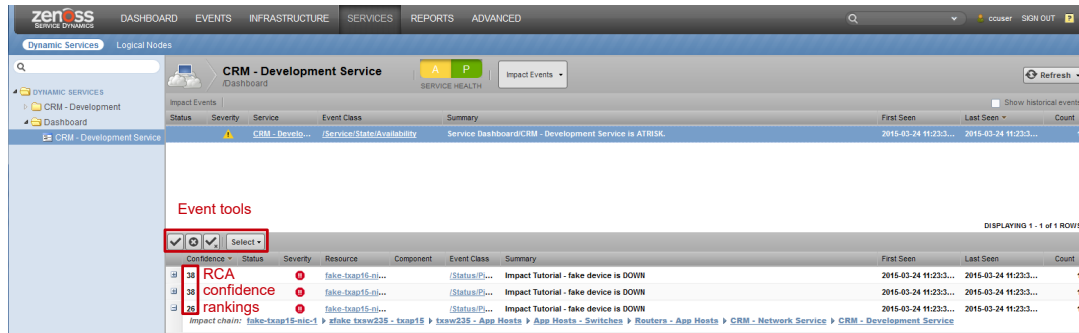 zenoss
SERVICE DYNAMICS
DASHBOARD EVENTS INFRASTRUCTURE SERVICES REPORTS ADVANCED
ccuser SIGN OUT ?
Dynamic Services Logical Nodes
CRM - Development Service
/Dashboard
A P
SERVICE HEALTH
Impact Events
Refresh
DYNAMIC SERVICES
CRM - Development
Dashboard
CRM - Development Service
Impact Events
Show historical events
Status Severity Service Event Class Summary First Seen Last Seen Count
CRM - Develo... /Service/State/Availability Service Dashboard/CRM - Development Service is ATRISK. 2015-03-24 11:23:3... 2015-03-24 11:23:3...
Event tools
DISPLAYING 1 - 1 of 1 ROWS
Select
Confidence Status Severity Resource Component Event Class Summary First Seen Last Seen Count
38 fake-txap16-ni... /Status/Pi... Impact Tutorial - fake device is DOWN 2015-03-24 11:23:3... 2015-03-24 11:23:3...
38 fake-txap15-ni... /Status/Pi... Impact Tutorial - fake device is DOWN 2015-03-24 11:23:3... 2015-03-24 11:23:3...
26 fake-txap15-ni... /Status/Pi... Impact Tutorial - fake device is DOWN 2015-03-24 11:23:3... 2015-03-24 11:23:3...
RCA
confidence
rankings
Impact chain: fake-txap15-nic-1 zfake txsw235 - txap15 txsw235 - App Hosts App Hosts - Switches Routers - App Hosts CRM - Network Service CRM - Development Service